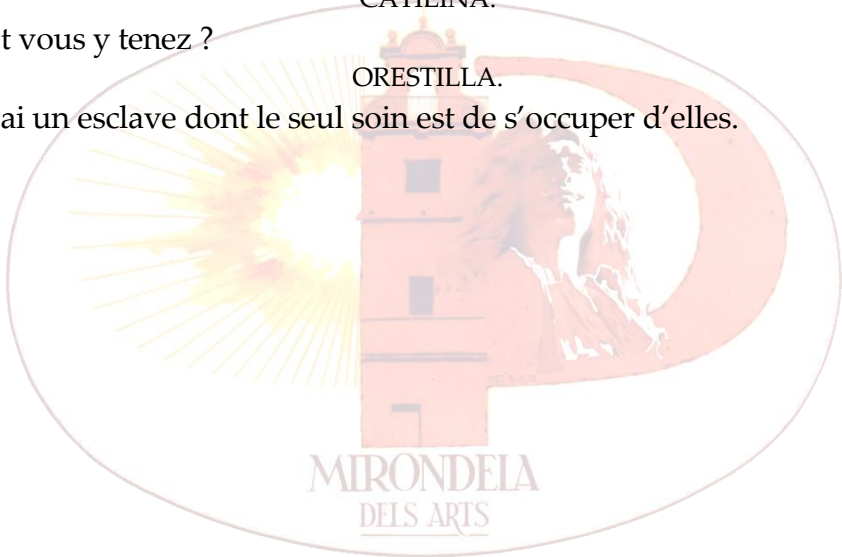 CATILINA.
t vous y tenez ?
ORESTILLA.
ai un esclave dont le seul soin est de s’occuper d’elles.
MIRONDELA
DELS ARTS